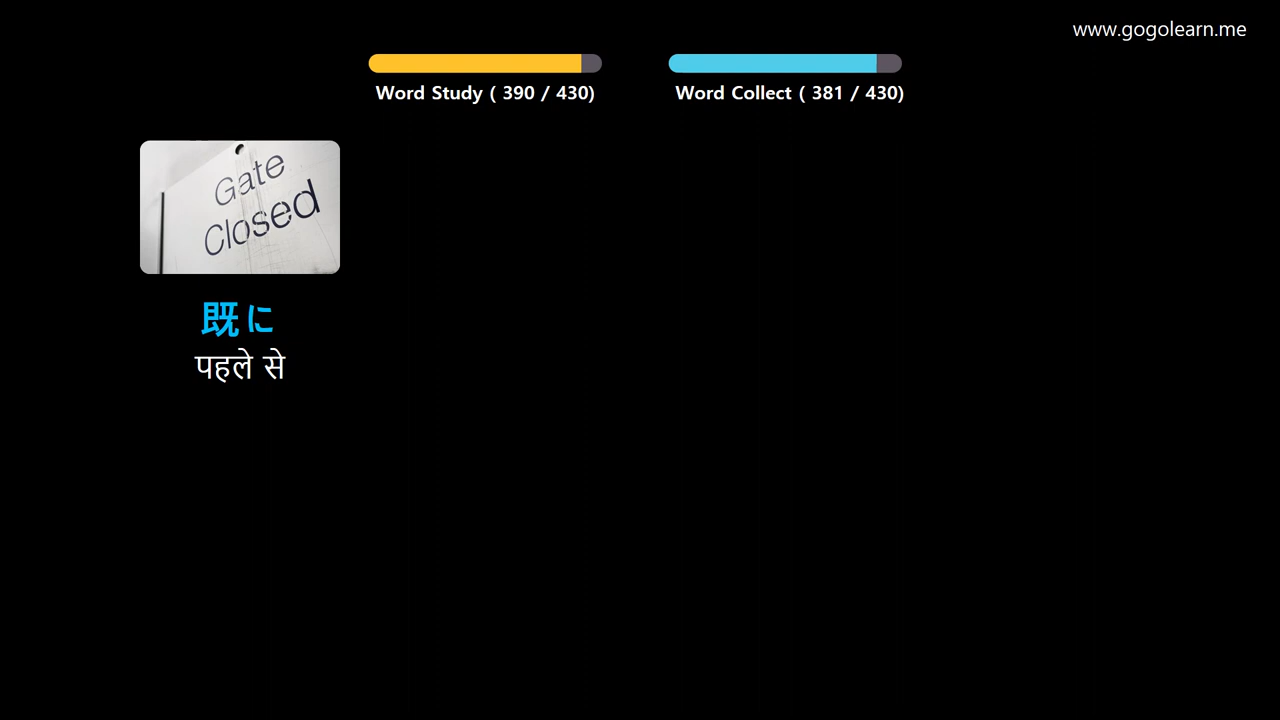 www.gogolearn.me
Word Study ( 390 / 430)
Word Collect ( 381 / 430)
Gate
Closed
既に
पहले से